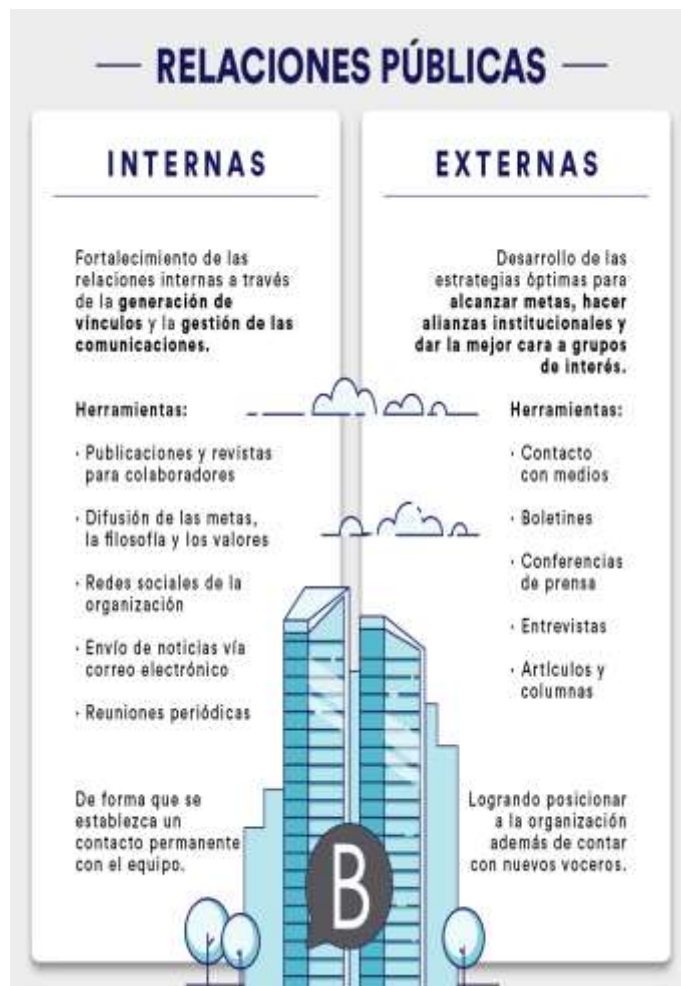 RELACIONES PÚBLICAS
INTERNAS
Fortalecimiento de las
relaciones internas a través
de la generación de
vínculos y la gestión de las
comunicaciones.
Herramientas:
· Publicaciones y revistas
para colaboradores
· Difusión de las metas,
la filosofía y los valores
· Redes sociales de la
organización
· Envío de noticias vía
correo electrónico
· Reuniones periódicas
De forma que se
establezca un
contacto permanente
con el equipo.
EXTERNAS
Desarrollo de las
estrategias óptimas para
alcanzar metas, hacer
alianzas institucionales y
dar la mejor cara a grupos
de interés.
Herramientas:
· Contacto
con medios
· Boletines
· Conferencias
de prensa
· Entrevistas
· Artículos y
columnas
Logrando posicionar
a la organización
además de contar
con nuevos voceros.
B